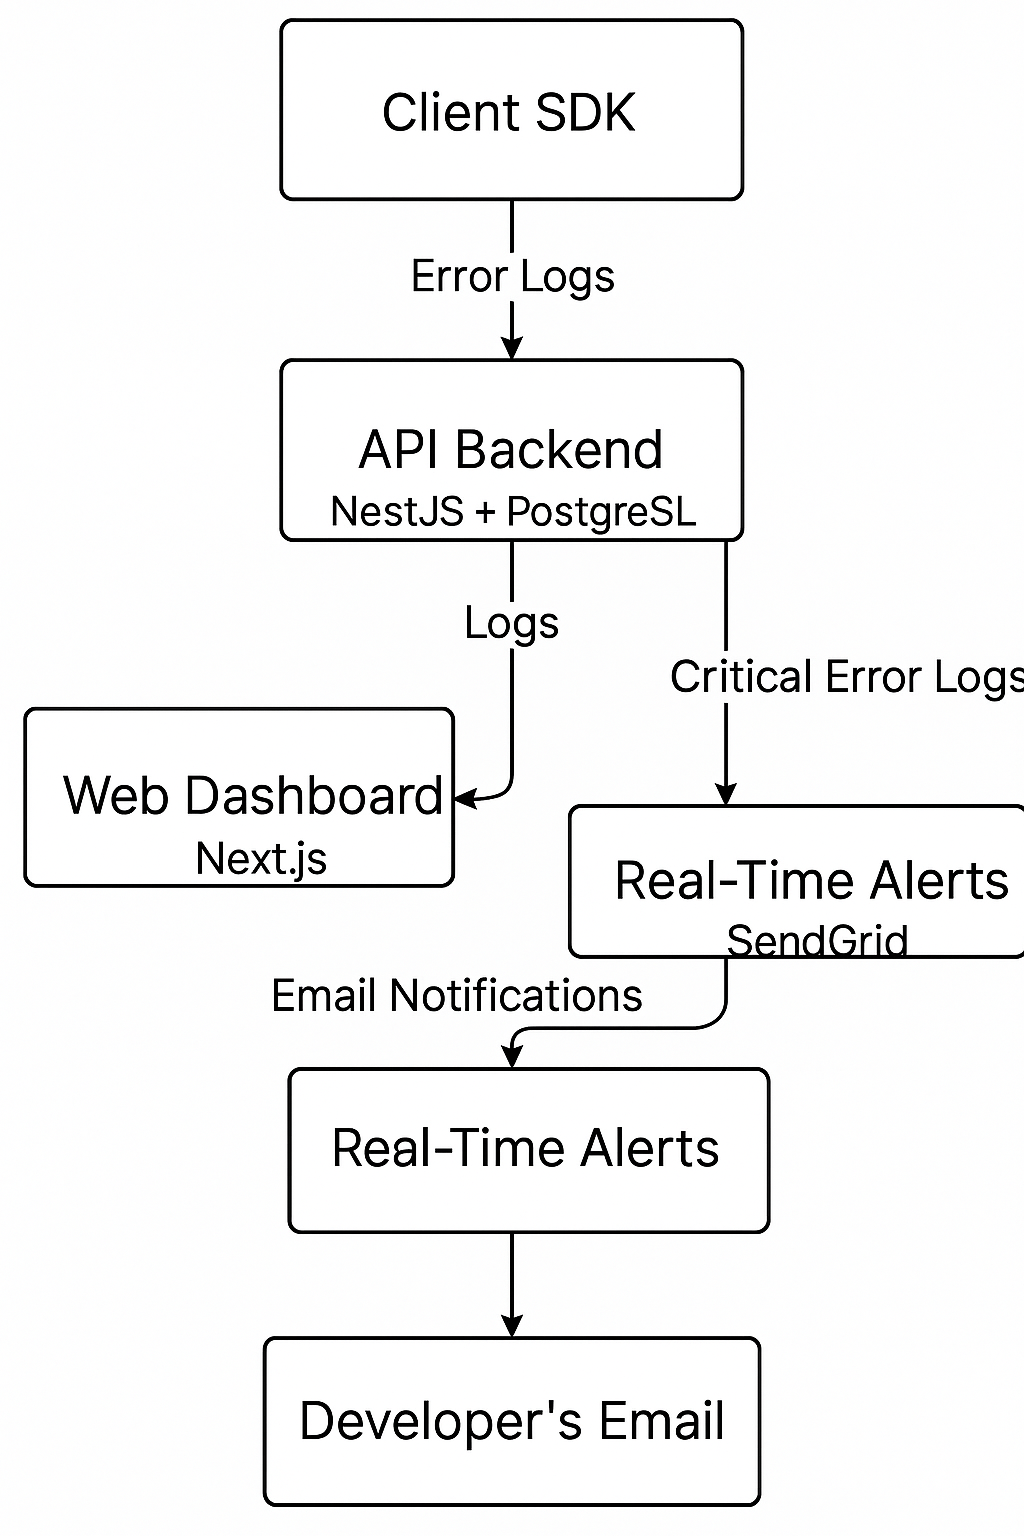 Client SDK
Error Logs
API Backend
NestJS + PostgreSL
Logs
Critical Error Logs
Web Dashboard
Next.js
Real-Time Alerts
SendGrid
Email Notifications
Real-Time Alerts
Developer's Email